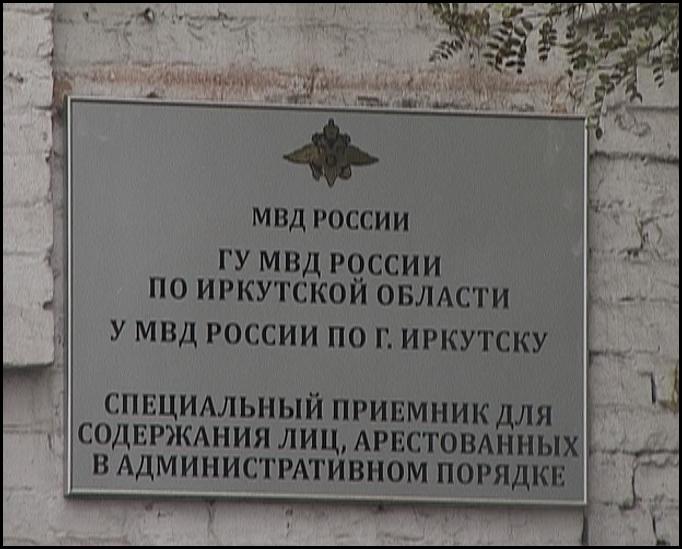 МВД РОССИИ
ГУ МВД РОССИИ
ПО ИРКУТСКОЙ ОБЛАСТИ
У МВД РОССИИ ПО Г. ИРКУТСКУ
СПЕЦИАЛЬНЫЙ ПРИЕМНИК ДЛЯ
СОДЕРЖАНИЯ ЛИЦ, АРЕСТОВАННЫХ
В АДМИНИСТРАТИВНОМ ПОРЯДКЕ